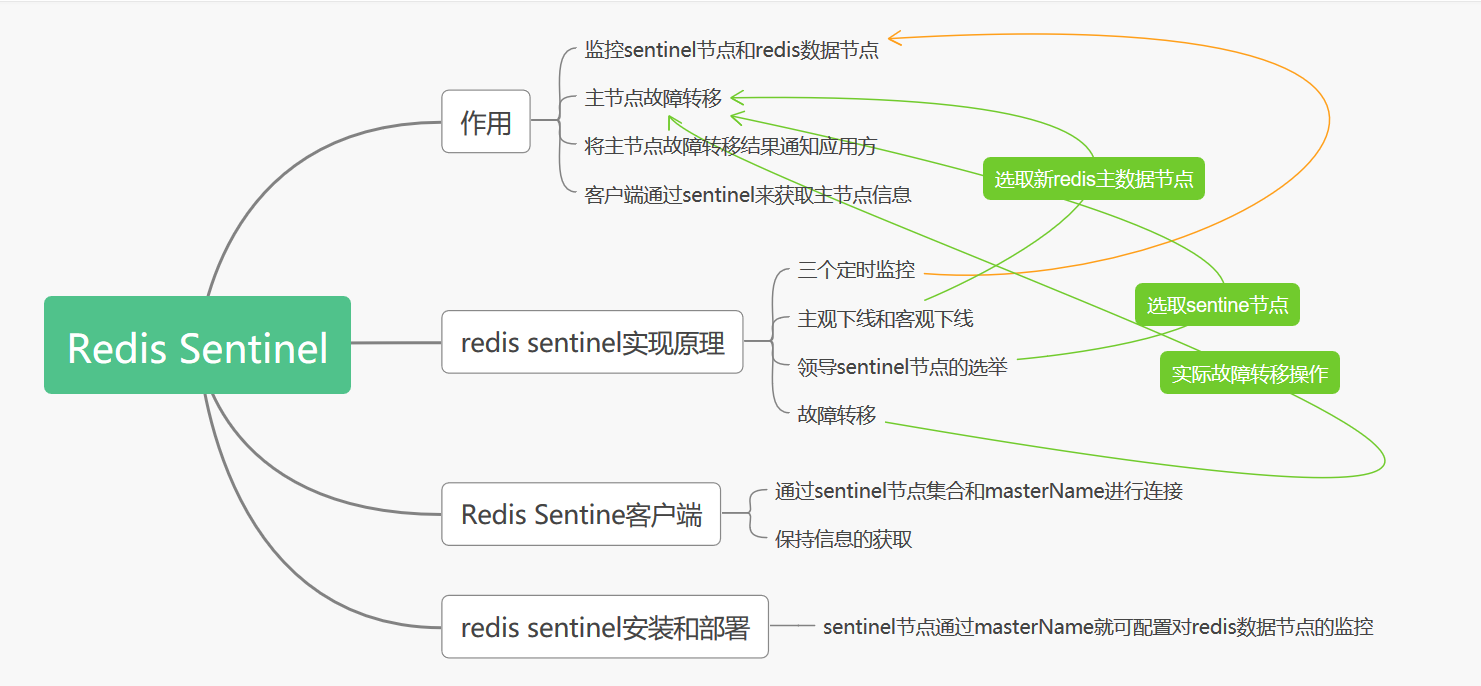 Redis Sentinel
作用
监控sentinel节点和redis数据节点
主节点故障转移
将主节点故障转移结果通知应用方
客户端通过sentinel来获取主节点信息
选取新redis主数据节点
redis sentinel实现原理
三个定时监控
主观下线和客观下线
领导sentinel节点的选举
故障转移
选取sentine节点
实际故障转移操作
Redis Sentine客户端
通过sentinel节点集合和masterName进行连接
保持信息的获取
redis sentinel安装和部署
sentinel节点通过masterName就可配置对redis数据节点的监控